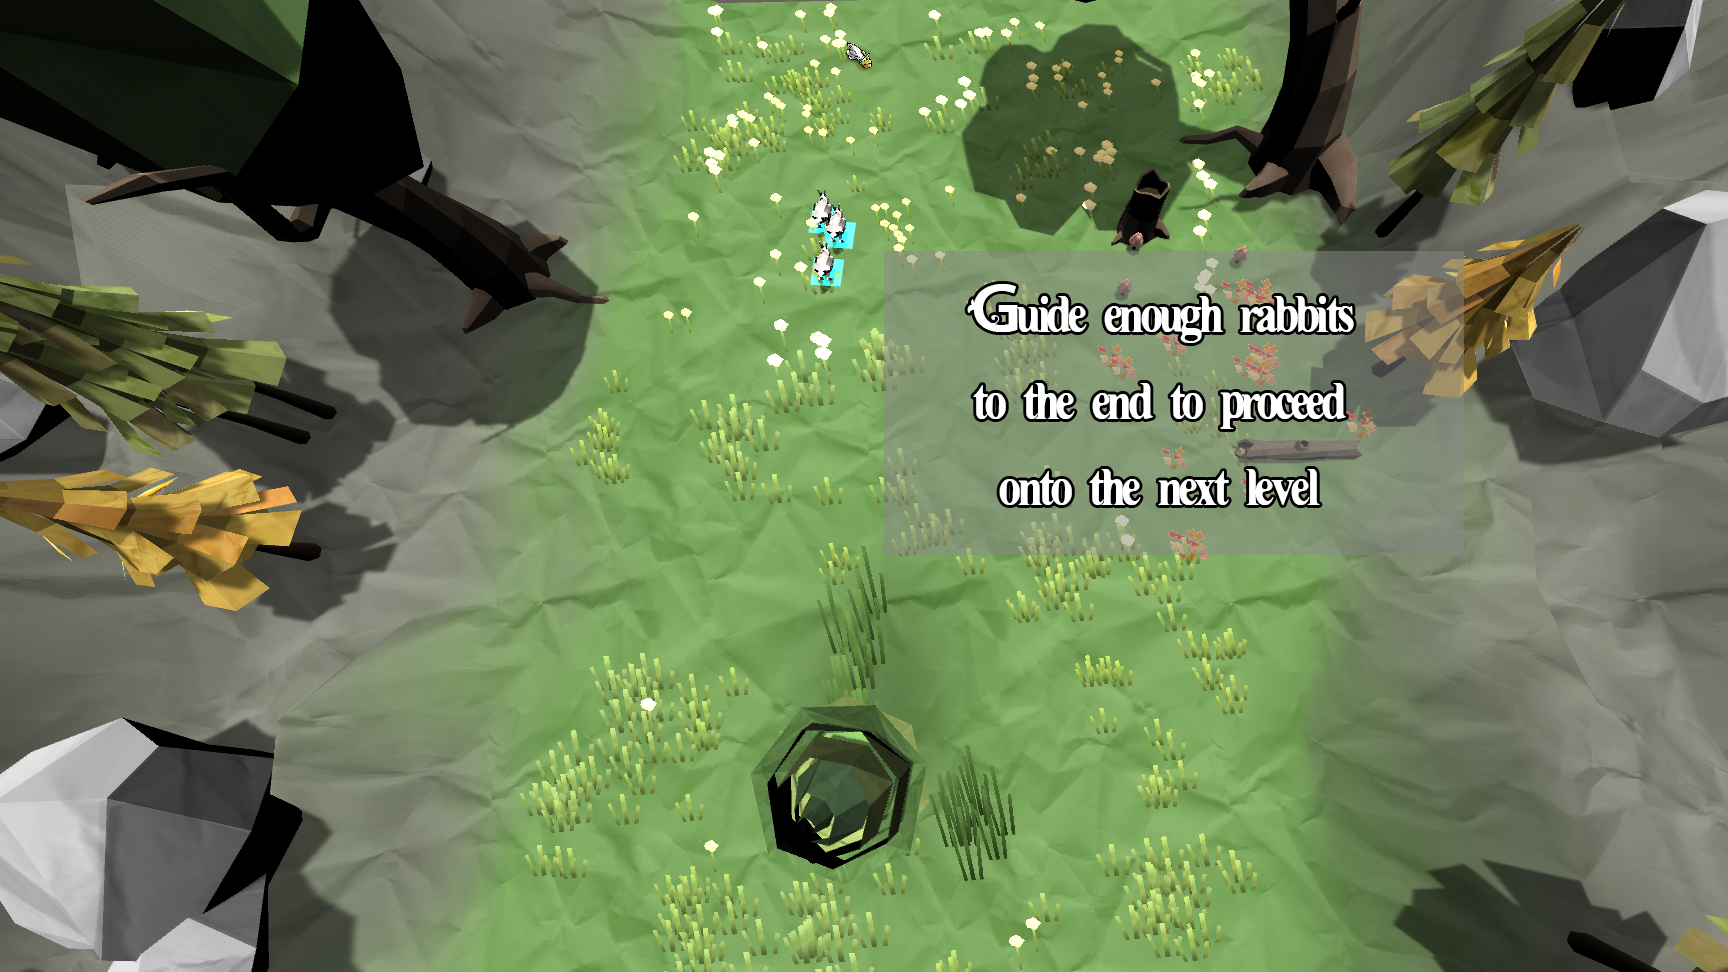 Guide enough rabbits
to the end to proceed
onto the next level